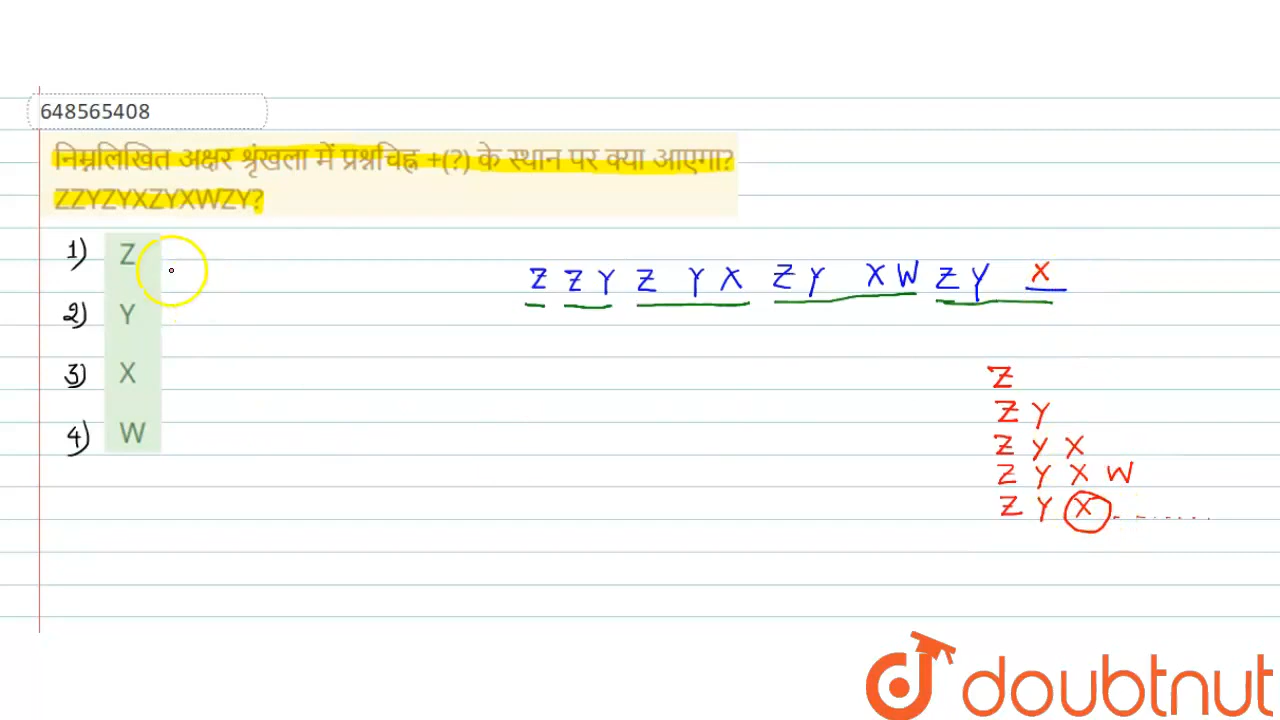 648565408
निम्नलिखित अक्षर श्रृंखला में प्रश्नचिह्न +(?) के स्थान पर क्या आएगा?
ZZYZYXZYXWZY?
1) Z
2) Y
3) X
4) W
Z Z Y Z Y X Z Y X W Z Y X
Z
Z Y
Z Y X
Z Y X W
Z Y X .......
doubtnut